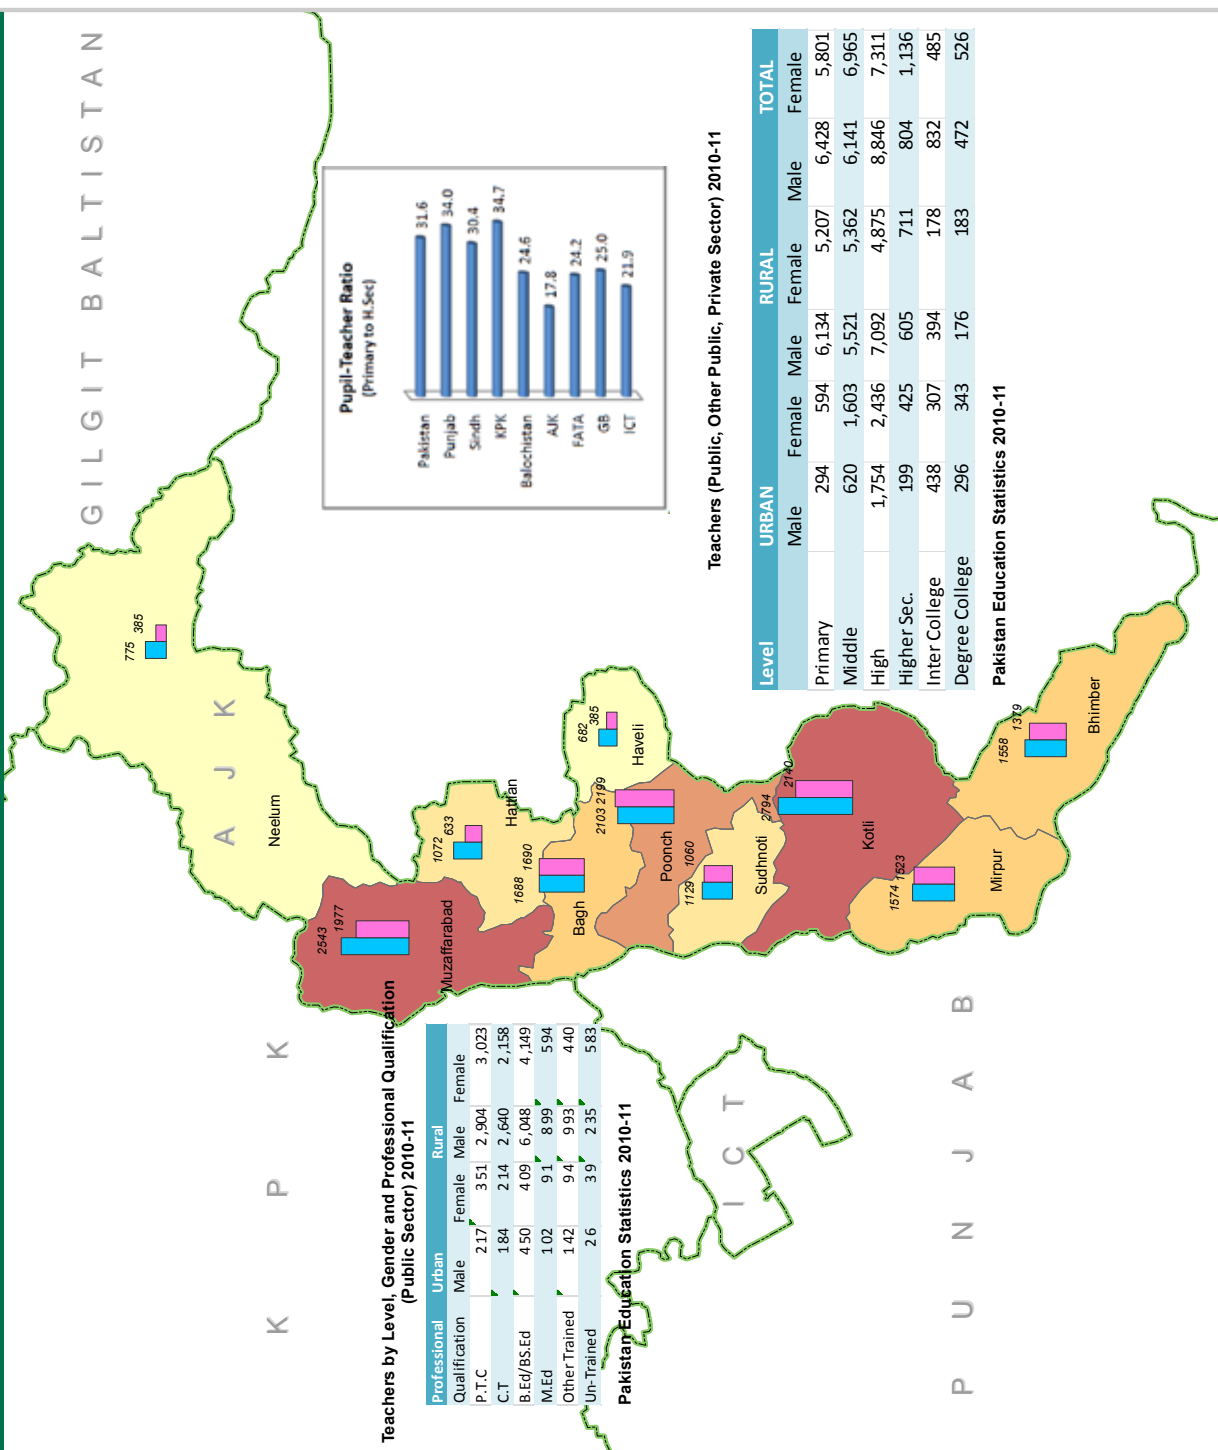 GILGIT BALTISTAN
A J K
K P K
I C T
P U N J A B
Neelum
775 385
Muzaffarabad
2543 1977
Hattian
1072 633
Bagh
1688 1690
Haveli
682 385
Poonch
2103 2199
Sudhnoti
1129 1060
Kotli
2794 2140
Mirpur
1574 1523
Bhimber
1558 1379
Teachers by Level, Gender and Professional Qualification
(Public Sector) 2010-11
Professional Urban Rural
Qualification Male Female Male Female
P.T.C 217 351 2,904 3,023
C.T 184 214 2,640 2,158
B.Ed/BS.Ed 450 409 6,048 4,149
M.Ed 102 91 899 594
Other Trained 142 94 993 440
Un-Trained 26 39 235 583
Pakistan Education Statistics 2010-11
Pupil-Teacher Ratio
(Primary to H.Sec)
Pakistan 31.6
Punjab 34.0
Sindh 30.4
KPK 34.7
Balochistan 24.6
AJK 17.8
FATA 24.2
GB 25.0
ICT 21.9
Teachers (Public, Other Public, Private Sector) 2010-11
Level URBAN RURAL TOTAL
Male Female Male Female Male Female
Primary 294 594 6,134 5,207 6,428 5,801
Middle 620 1,603 5,521 5,362 6,141 6,965
High 1,754 2,436 7,092 4,875 8,846 7,311
Higher Sec. 199 425 605 711 804 1,136
Inter College 438 307 394 178 832 485
Degree College 296 343 176 183 472 526
Pakistan Education Statistics 2010-11